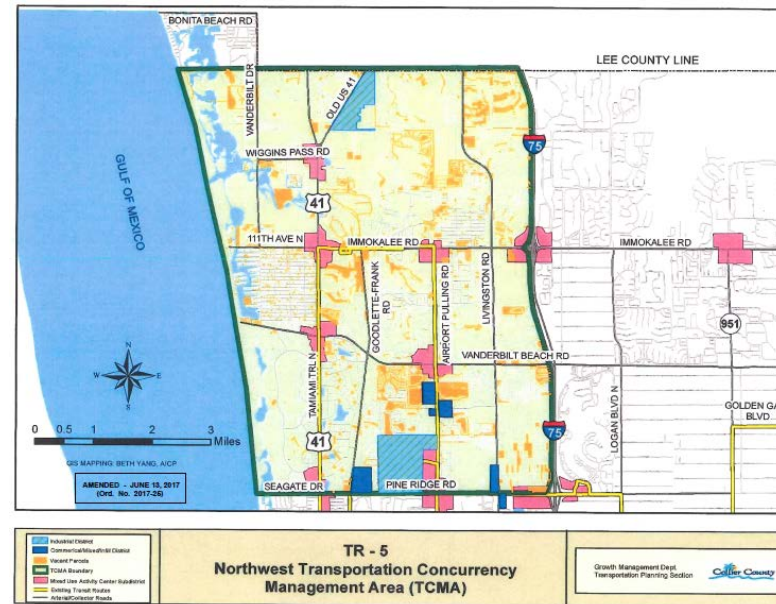 BONITA BEACH RD
LEE COUNTY LINE
VANDERBILT DR
OLD US 41
75
WIGGINS PASS RD
GULF OF MEXICO
41
111TH AVE N
IMMOKALEE RD
IMMOKALEE RD
GOODLETTE-FRANK
RD
AIRPORT PULLING RD
LIVINGSTON RD
951
N
W E
S
TAMIAMI TRL N
VANDERBILT BEACH RD
LOGAN BLVD N
GOLDEN GA
BLVD
0 0.5 1 2 3
Miles
41
75
GIS MAPPING: BETH YANG, AICP
AMENDED - JUNE 13, 2017
(Ord. No. 2017-26)
SEAGATE DR
PINE RIDGE RD
Industrial District
Commercial Mixed Infill District
Vacant Parcels
TCMA Boundary
Mixed Use Activity Center Subdistrict
Existing Transit Routes
Arterial/Collector Roads
TR - 5
Northwest Transportation Concurrency
Management Area (TCMA)
Growth Management Dept.
Transportation Planning Section
Collier County